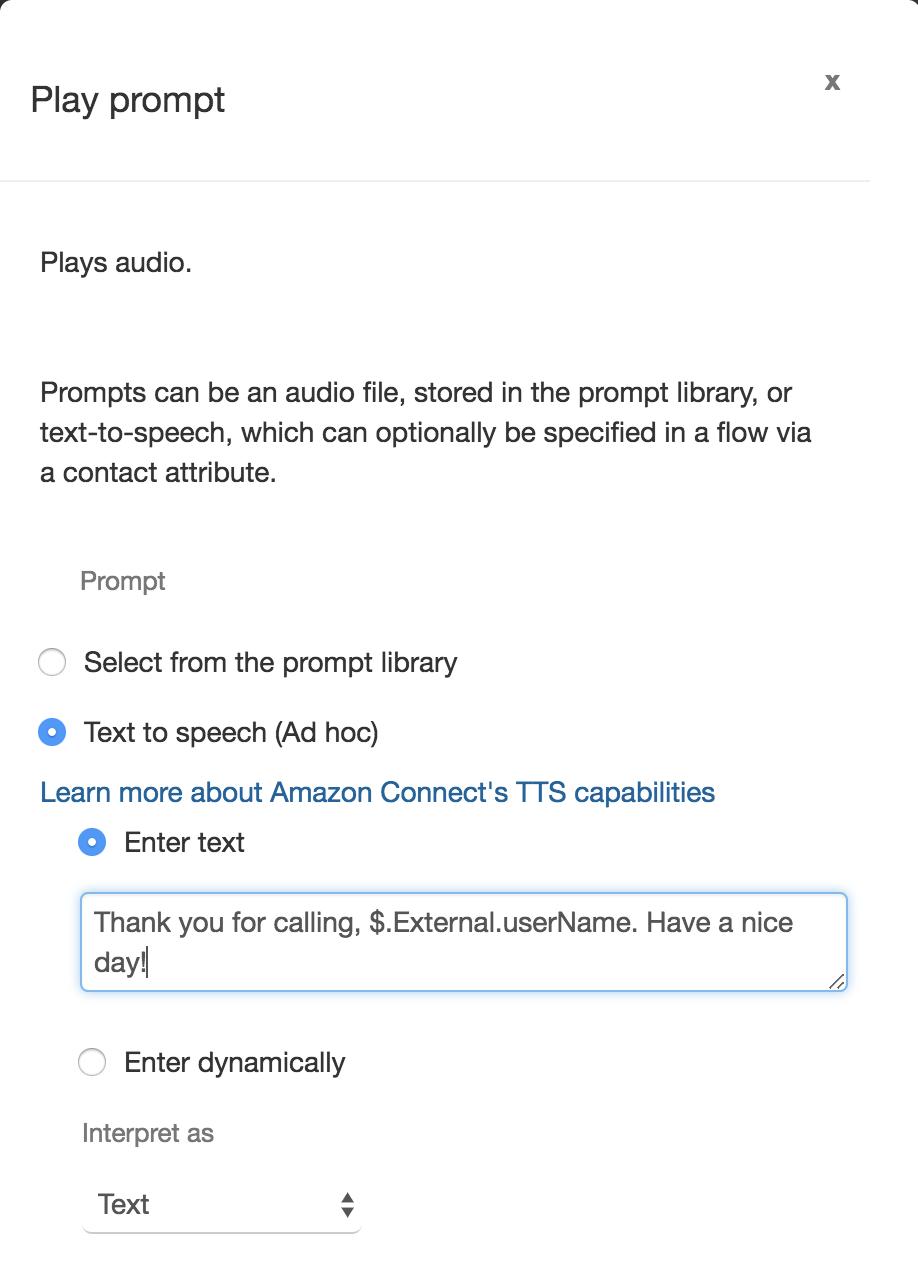 Play prompt
x
Plays audio.
Prompts can be an audio file, stored in the prompt library, or
text-to-speech, which can optionally be specified in a flow via
a contact attribute.
Prompt
Select from the prompt library
Text to speech (Ad hoc)
Learn more about Amazon Connect's TTS capabilities
Enter text
Thank you for calling, $.External.userName. Have a nice
day!
Enter dynamically
Interpret as
Text